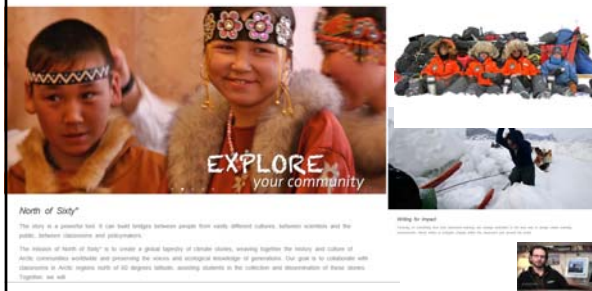 EXPLORE
your community
North of Sixty°
The story is a powerful tool. It can build bridges between people from vastly different cultures, between scientists and the
public, between classrooms and policymakers.
The mission of North of Sixty° is to create a global tapestry of climate stories, weaving together the history and culture of
Arctic communities worldwide and preserving the voices and ecological knowledge of generations. Our goal is to collaborate with
classrooms in Arctic regions north of 60 degrees latitude, assisting students in the collection and dissemination of these stories.
Together, we will
Writing for Impact